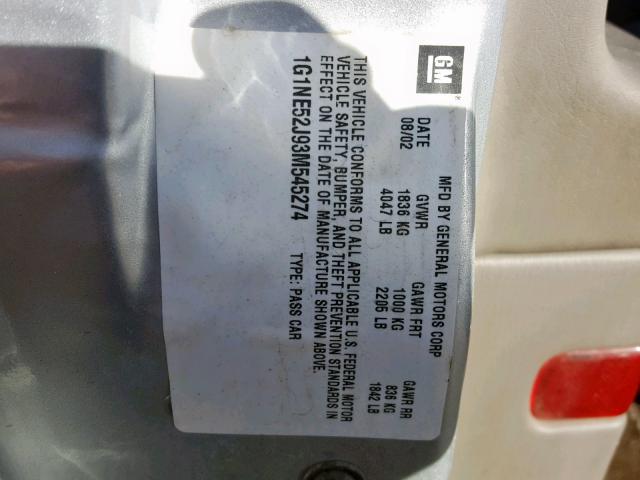 GM
MFD BY GENERAL MOTORS CORP
DATE GVWR GAWR FRT GAWR RR
08/02 1836 KG 1000 KG 836 KG
4047 LB 2206 LB 1842 LB
THIS VEHICLE CONFORMS TO ALL APPLICABLE U.S. FEDERAL MOTOR
VEHICLE SAFETY, BUMPER, AND THEFT PREVENTION STANDARDS IN
EFFECT ON THE DATE OF MANUFACTURE SHOWN ABOVE.
1G1NE52J93M545274 TYPE: PASS CAR